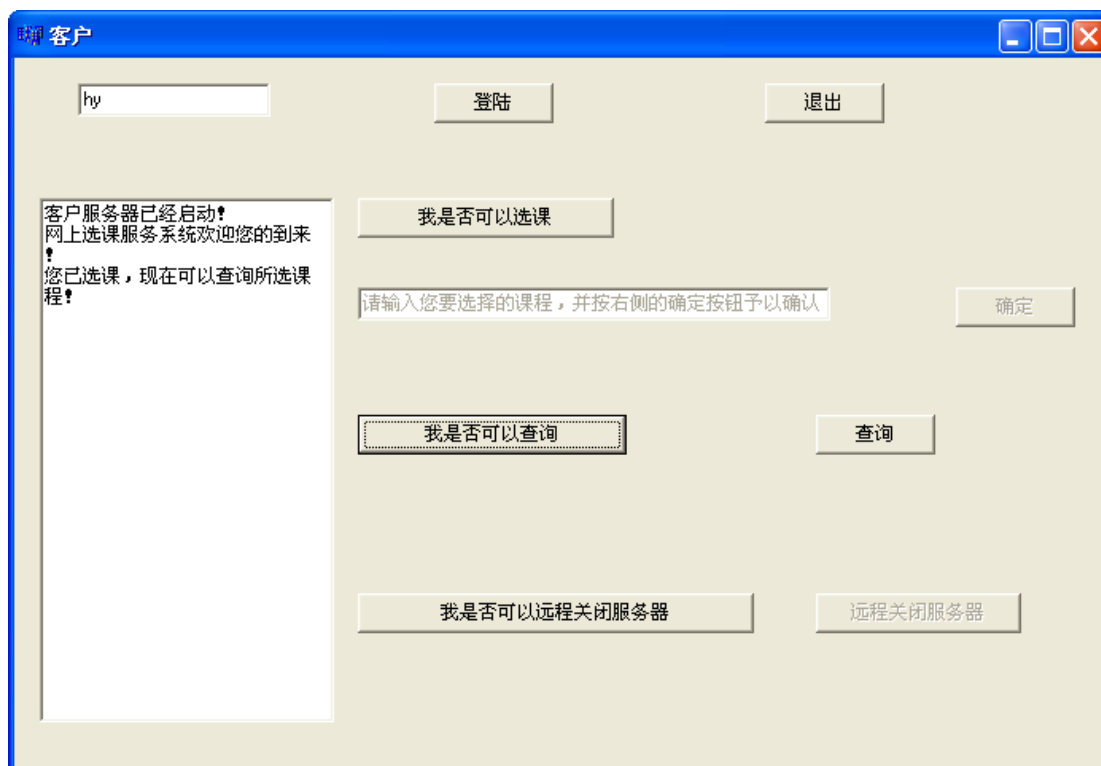 客户
hy
登陆
退出
客户服务器已经启动!
网上选课服务系统欢迎您的到来
!
您已选课,现在可以查询所选课
程!
我是否可以选课
请输入您要选择的课程,并按右侧的确定按钮予以确认
确定
我是否可以查询
查询
我是否可以远程关闭服务器
远程关闭服务器